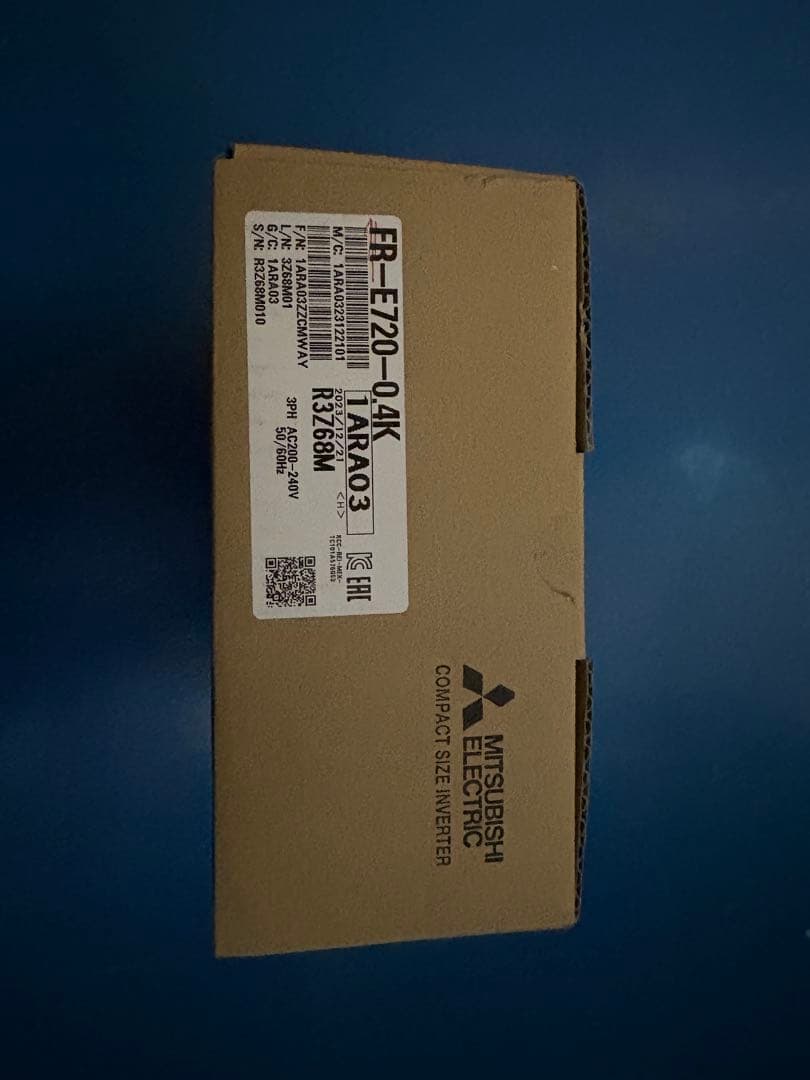 FR-E720-0.4K
M/C: 1ARA0323122101
1ARA03
2023/12/21 <H>
R3Z68M
F/N: 1ARA03ZZCMWAY
L/N: 3Z68M01
G/C: 1ARA03
S/N: R3Z68M010
3PH AC200-240V
50/60Hz
EAC
MITSUBISHI
ELECTRIC
COMPACT SIZE INVERTER